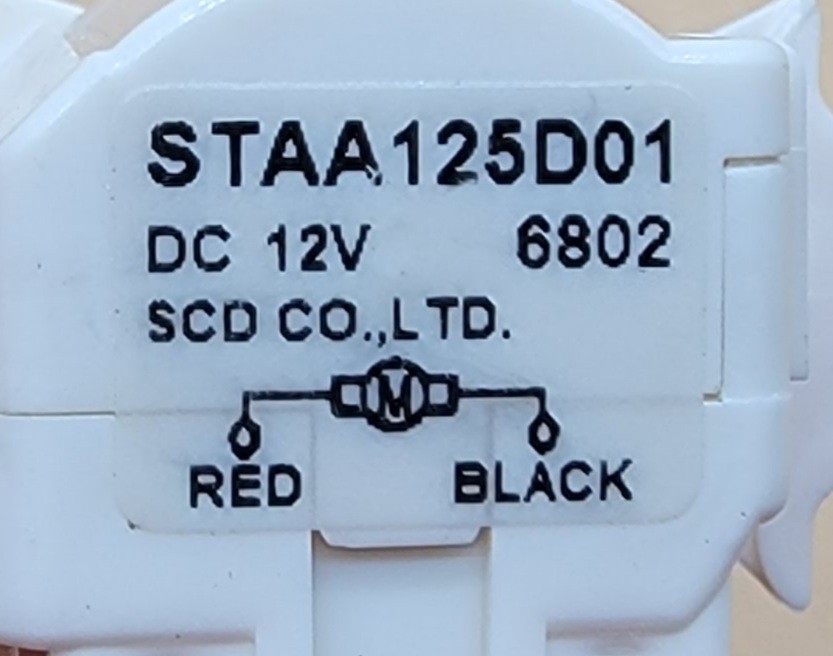 STAA125D01
DC 12V 6802
SCD CO.,LTD.
M
RED BLACK